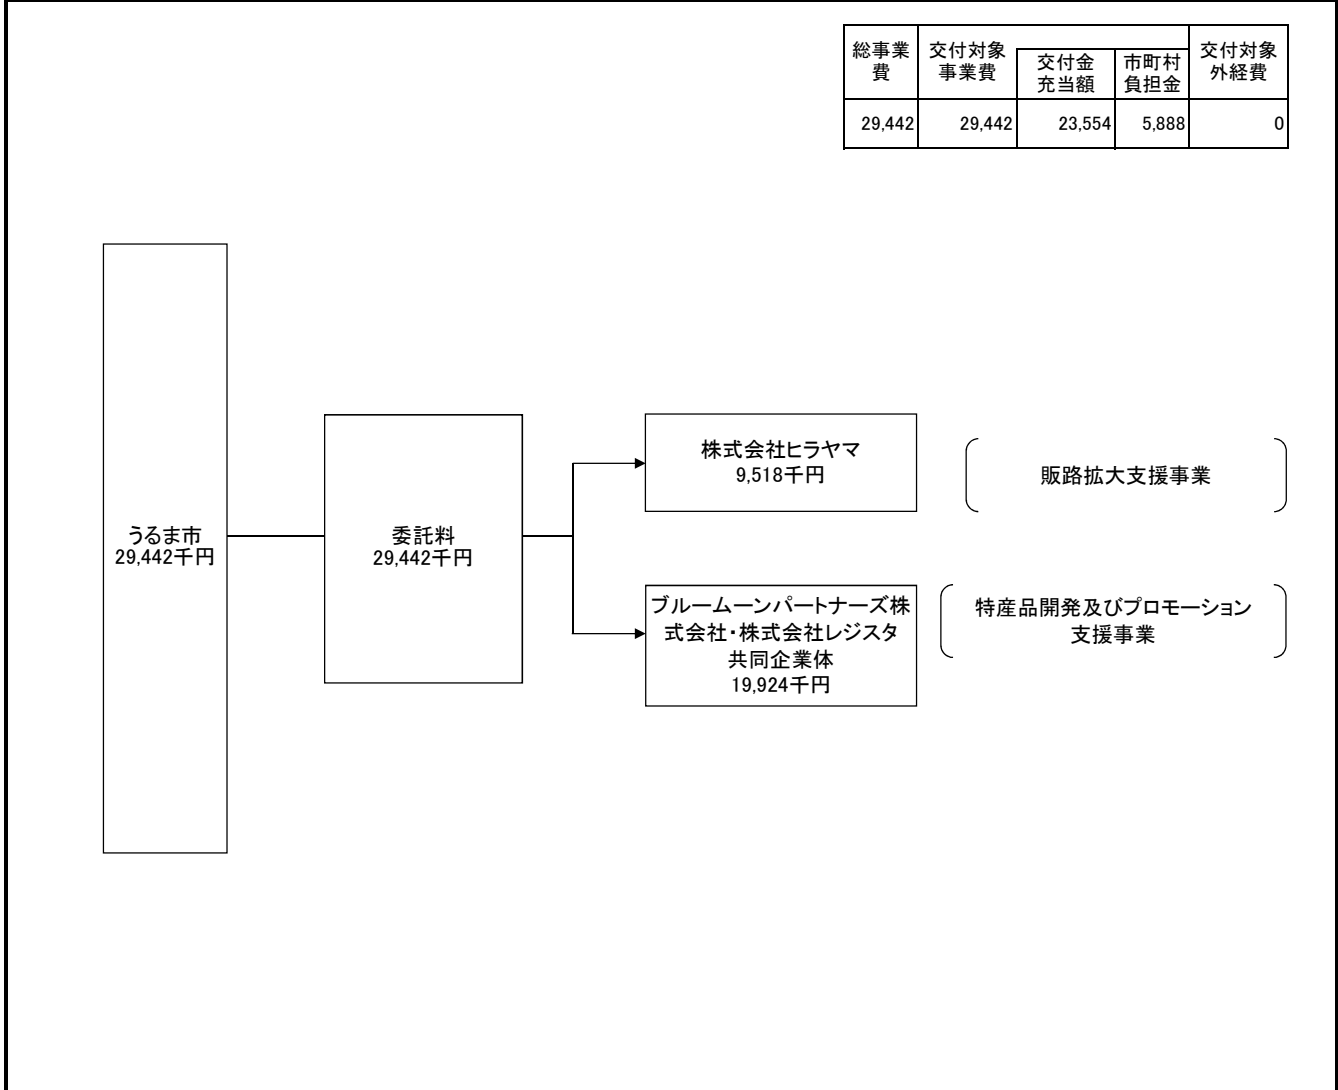 総事業
費
交付対象
事業費
交付金
充当額
市町村
負担金
交付対象
外経費
29,442
29,442
23,554
5,888
0
うるま市
29,442千円
委託料
29,442千円
株式会社ヒラヤマ
9,518千円
販路拡大支援事業
ブルームーンパートナーズ株
式会社・株式会社レジスタ
共同企業体
19,924千円
特産品開発及びプロモーション
支援事業